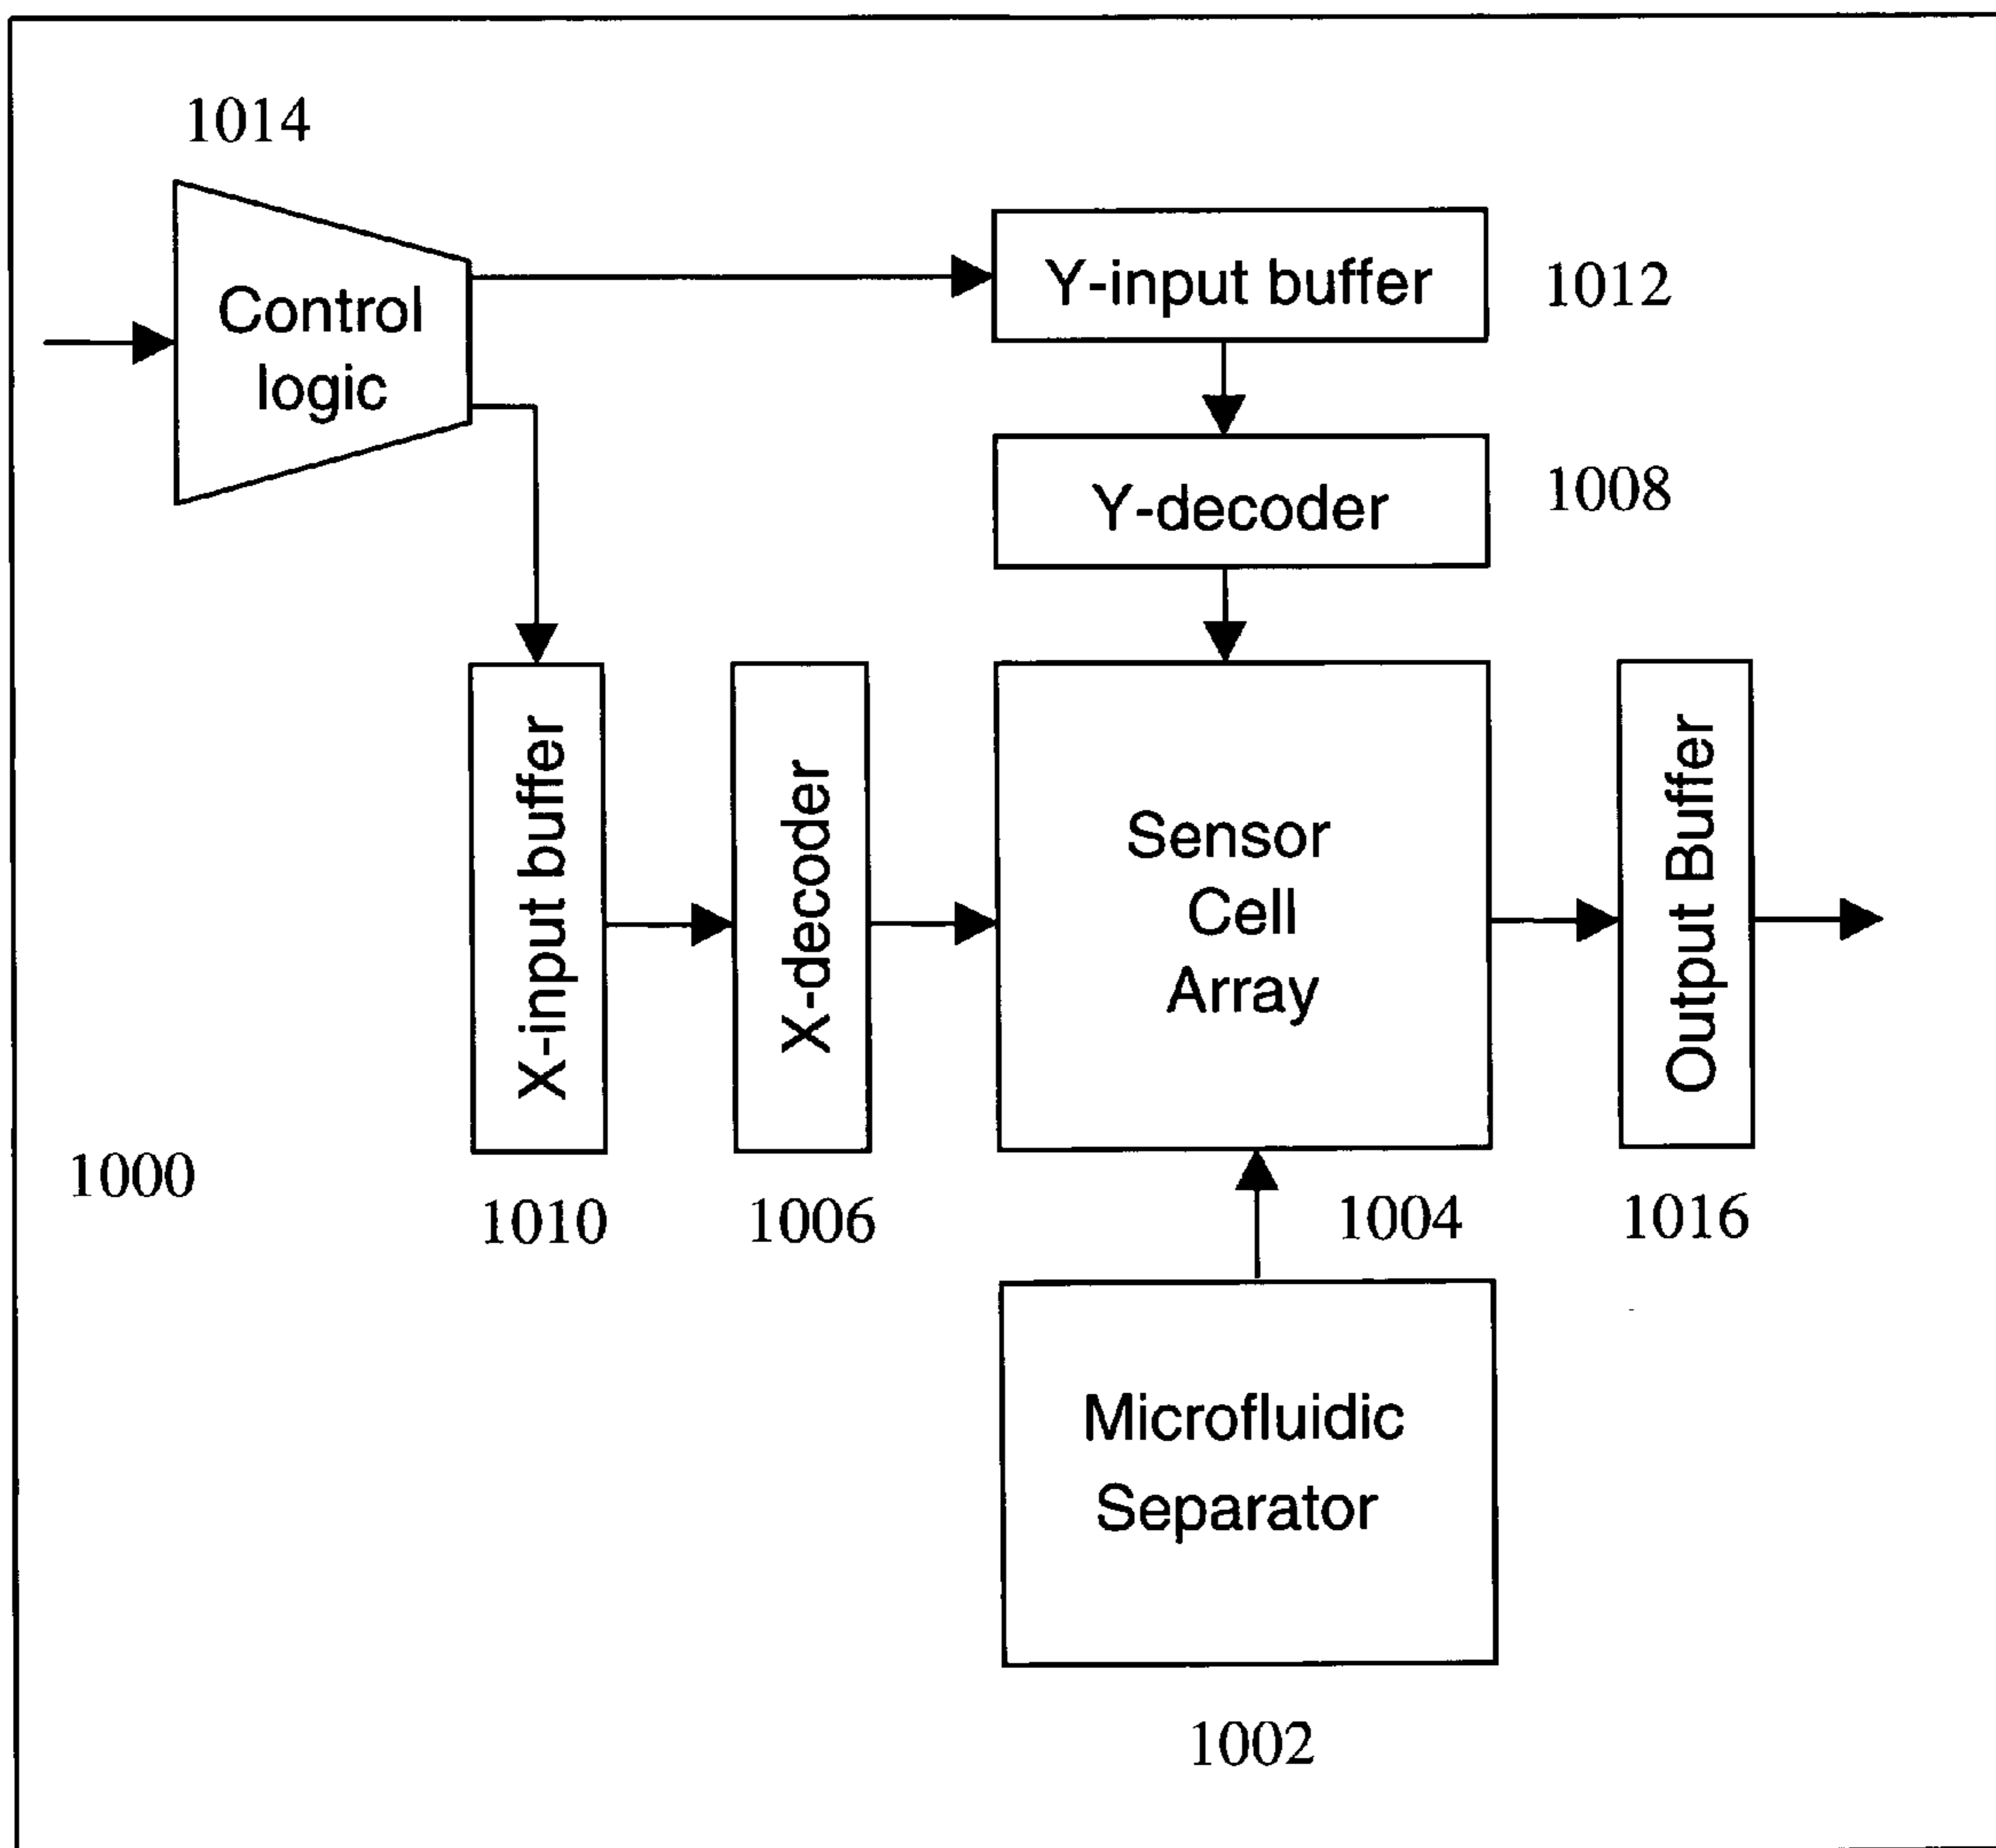 1014
Control
logic
Y-input buffer
1012
Y-decoder
1008
X-input buffer
X-decoder
Sensor
Cell
Array
Output Buffer
1000
1010
1006
1004
1016
Microfluidic
Separator
1002